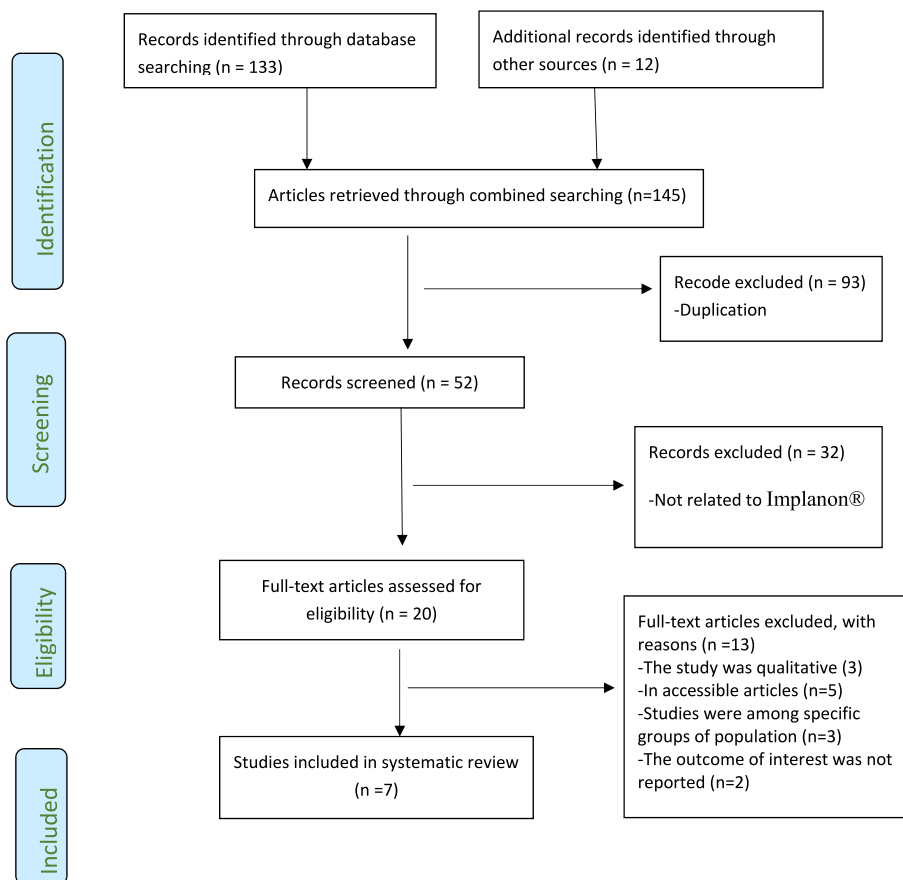 Records identified through database
searching (n = 133)
Additional records identified through
other sources (n = 12)
Identification
Articles retrieved through combined searching (n=145)
Recode excluded (n = 93)
-Duplication
Screening
Records screened (n = 52)
Records excluded (n = 32)
-Not related to Implanon®
Eligibility
Full-text articles assessed for
eligibility (n = 20)
Full-text articles excluded, with
reasons (n =13)
-The study was qualitative (3)
-In accessible articles (n=5)
-Studies were among specific
groups of population (n=3)
-The outcome of interest was not
reported (n=2)
Included
Studies included in systematic review
(n =7)